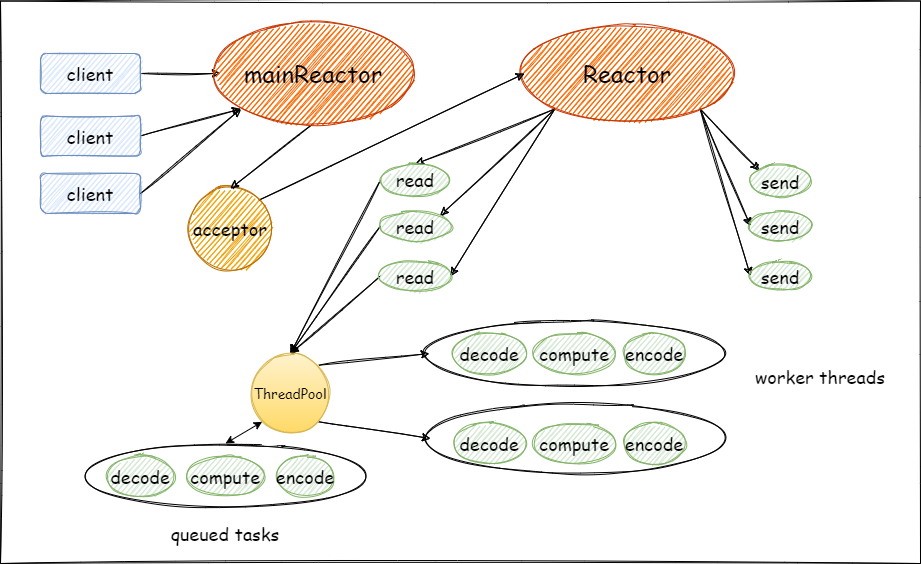 client
mainReactor
Reactor
client
client
acceptor
read
send
read
send
read
send
decode
compute
encode
worker threads
ThreadPool
decode
compute
encode
decode
compute
encode
queued tasks